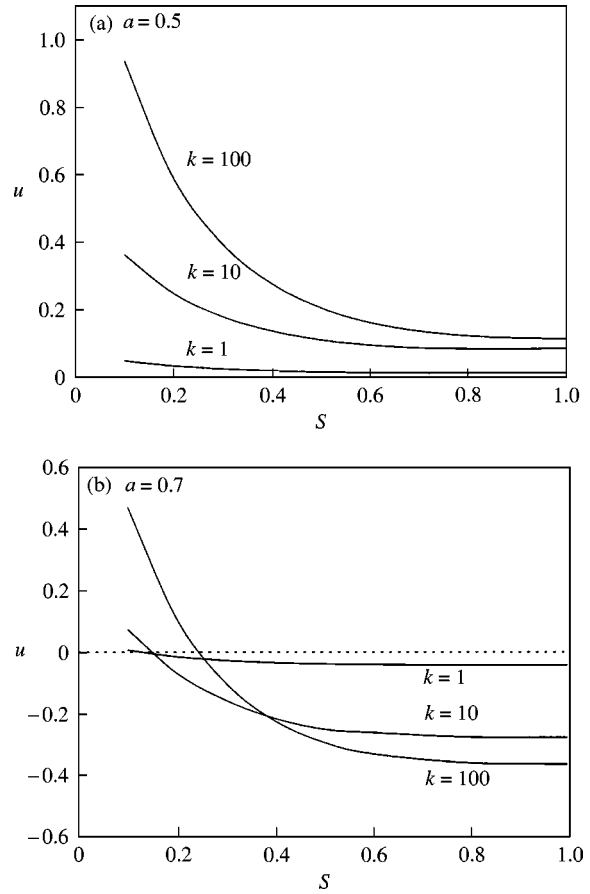 (a) a = 0.5
1.0
0.8
k = 100
0.6
u
0.4
k = 10
0.2
k = 1
0
0 0.2 0.4 0.6 0.8 1.0
S
0.6
(b) a = 0.7
0.4
0.2
u 0
k = 1
−0.2
k = 10
−0.4
k = 100
−0.6
0 0.2 0.4 0.6 0.8 1.0
S